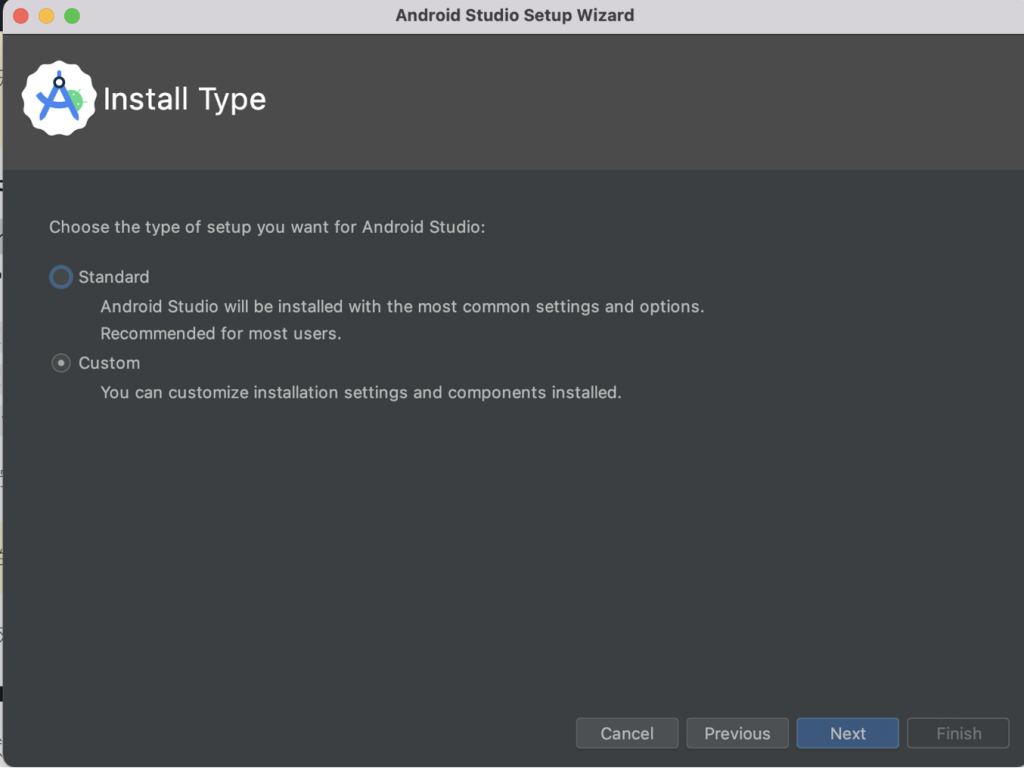 Android Studio Setup Wizard
Install Type
Choose the type of setup you want for Android Studio:
Standard
Android Studio will be installed with the most common settings and options.
Recommended for most users.
Custom
You can customize installation settings and components installed.
Cancel
Previous
Next
Finish